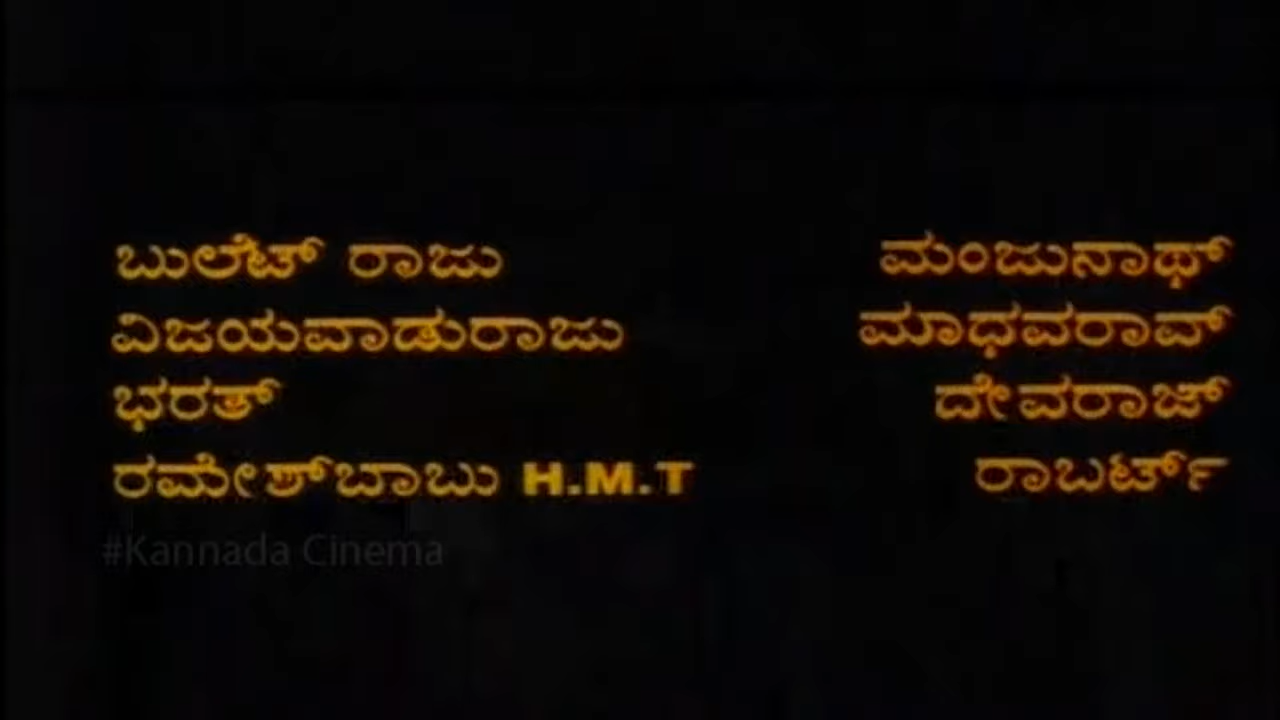 ಬುಲೆಟ್ ರಾಜು ಮಂಜುನಾಥ್
ವಿಜಯವಾಡುರಾಜು ಮಾಧವರಾವ್
ಭರತ್ ದೇವರಾಜ್
ರಮೇಶ್‌ಬಾಬು H.M.T ರಾಬರ್ಟ್
#Kannada Cinema